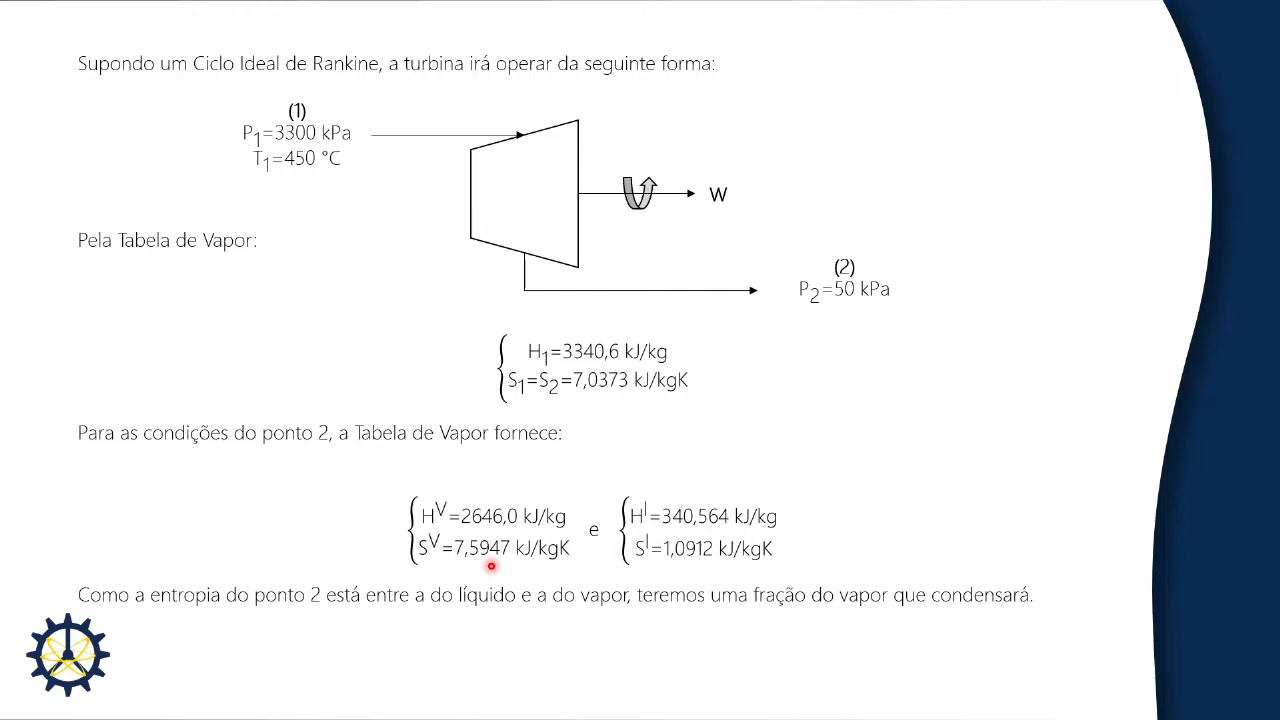 Supondo um Ciclo Ideal de Rankine, a turbina irá operar da seguinte forma:
(1)
P1=3300 kPa
T1=450 °C
W
Pela Tabela de Vapor:
(2)
P2=50 kPa
H1=3340,6 kJ/kg
S1=S2=7,0373 kJ/kgK
Para as condições do ponto 2, a Tabela de Vapor fornece:
HV=2646,0 kJ/kg e Hl=340,564 kJ/kg
SV=7,5947 kJ/kgK Sl=1,0912 kJ/kgK
Como a entropia do ponto 2 está entre a do líquido e a do vapor, teremos uma fração do vapor que condensará.